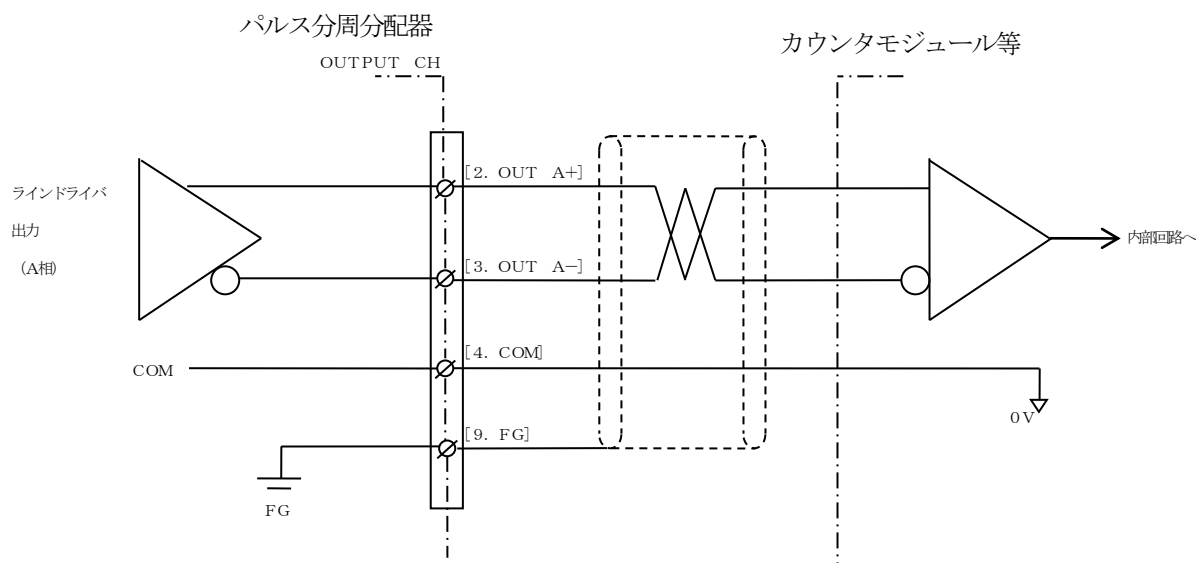 パルス分周分配器
OUTPUT CH
カウンタモジュール等
[2. OUT A+]
ラインドライバ
出力
(A相)
内部回路へ
[3. OUT A−]
[4. COM]
COM
0V
[9. FG]
FG